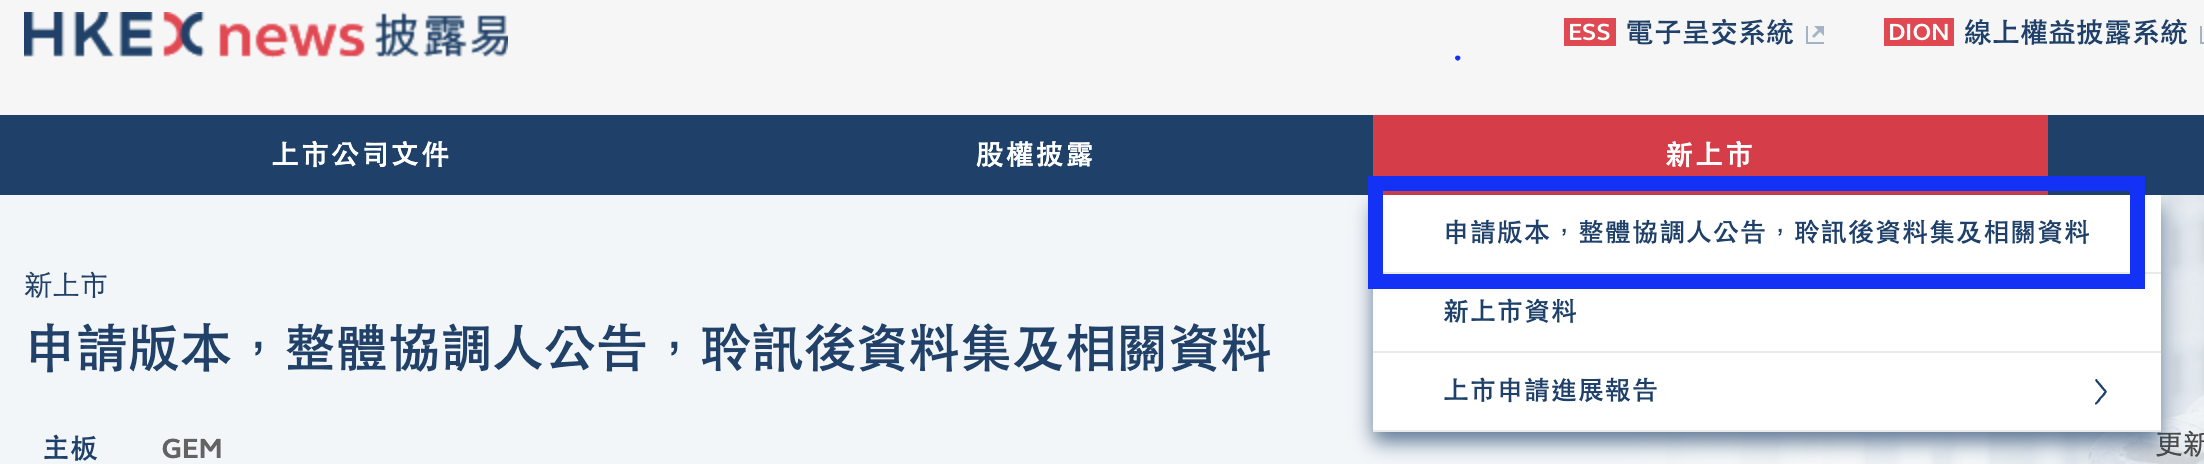 HKEX news 披露易
ESS 電子呈交系統
DION 線上權益披露系統
上市公司文件
股權披露
新上市
申請版本，整體協調人公告，聆訊後資料集及相關資料
新上市資料
上市申請進展報告
新上市
申請版本，整體協調人公告，聆訊後資料集及相關資料
主板
GEM
更新